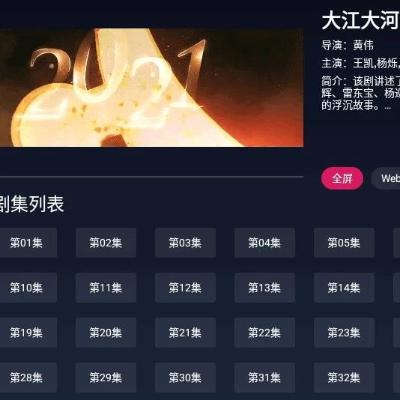 大江大河
导演：黄伟
主演：王凯,杨烁,
简介：该剧讲述了
辉、雷东宝、杨巡
的浮沉故事。…
2021
全屏
Web
剧集列表
第01集
第02集
第03集
第04集
第05集
第10集
第11集
第12集
第13集
第14集
第19集
第20集
第21集
第22集
第23集
第28集
第29集
第30集
第31集
第32集